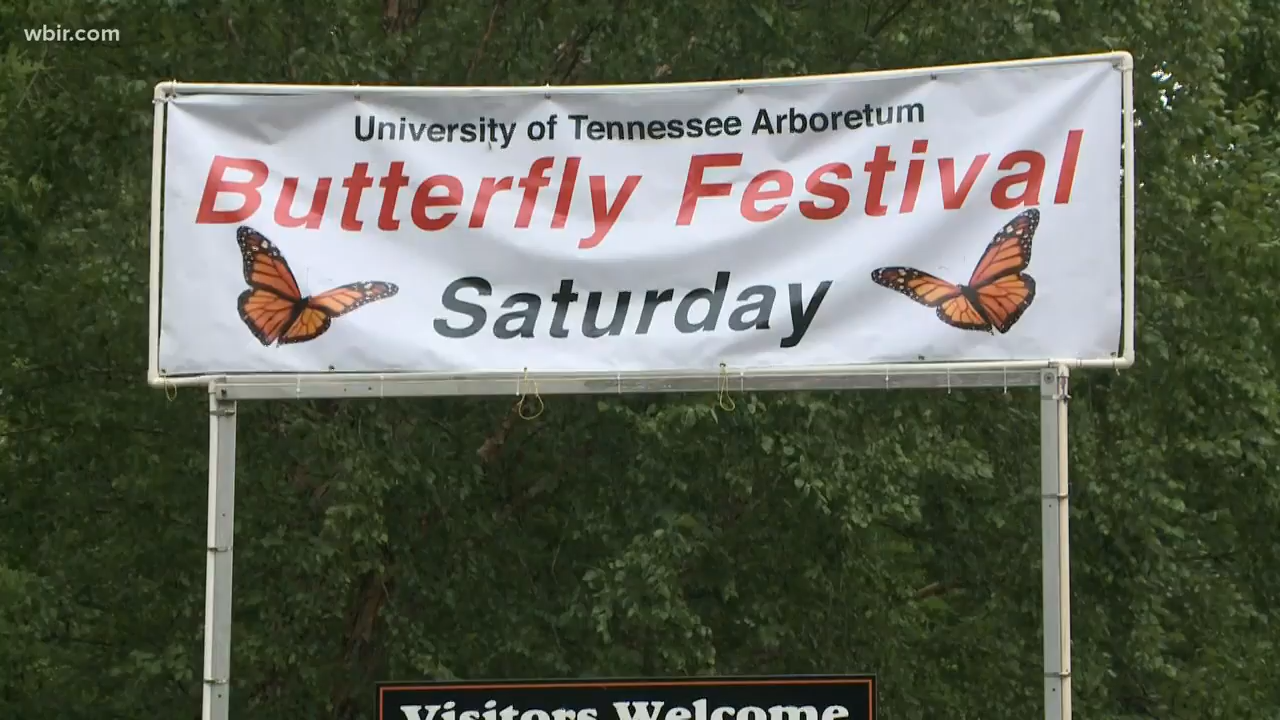 wbir.com
University of Tennessee Arboretum
Butterfly Festival
Saturday
Visitors Welcome